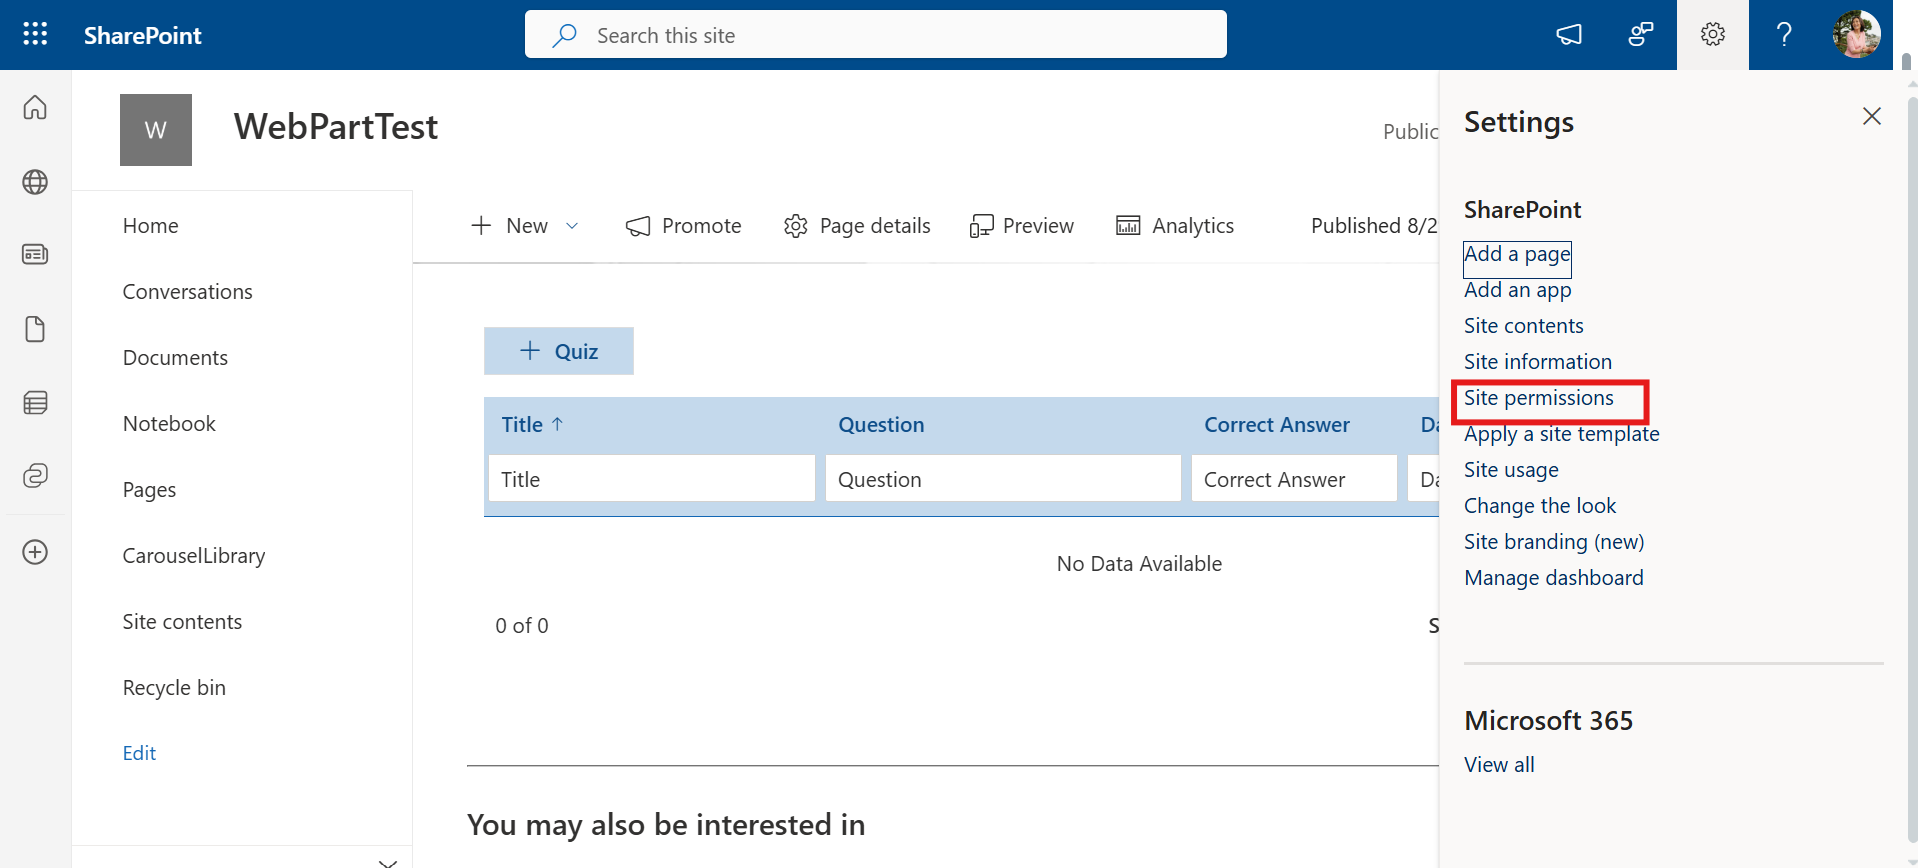 SharePoint
Search this site
?
W
WebPartTest
Public
Home
Conversations
Documents
Notebook
Pages
CarouselLibrary
Site contents
Recycle bin
Edit
New
Promote
Page details
Preview
Analytics
Published 8/2
Quiz
Title ↑
Question
Correct Answer
Da
Title
Question
Correct Answer
Da
No Data Available
0 of 0
S
You may also be interested in
Settings
SharePoint
Add a page
Add an app
Site contents
Site information
Site permissions
Apply a site template
Site usage
Change the look
Site branding (new)
Manage dashboard
Microsoft 365
View all